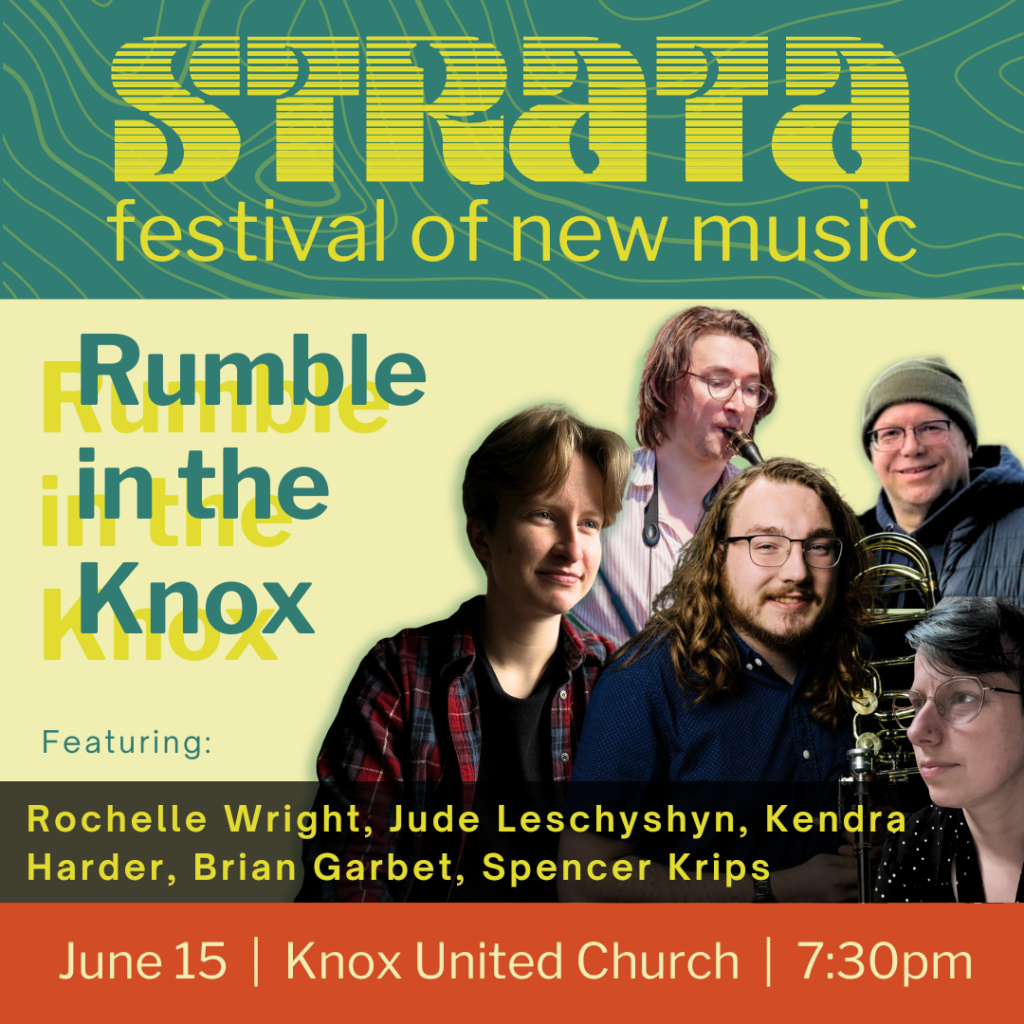 STRaTa
festival of new music
Rumble
in the
Knox
Featuring:
Rochelle Wright, Jude Leschyshyn, Kendra
Harder, Brian Garbet, Spencer Krips
June 15 | Knox United Church | 7:30pm